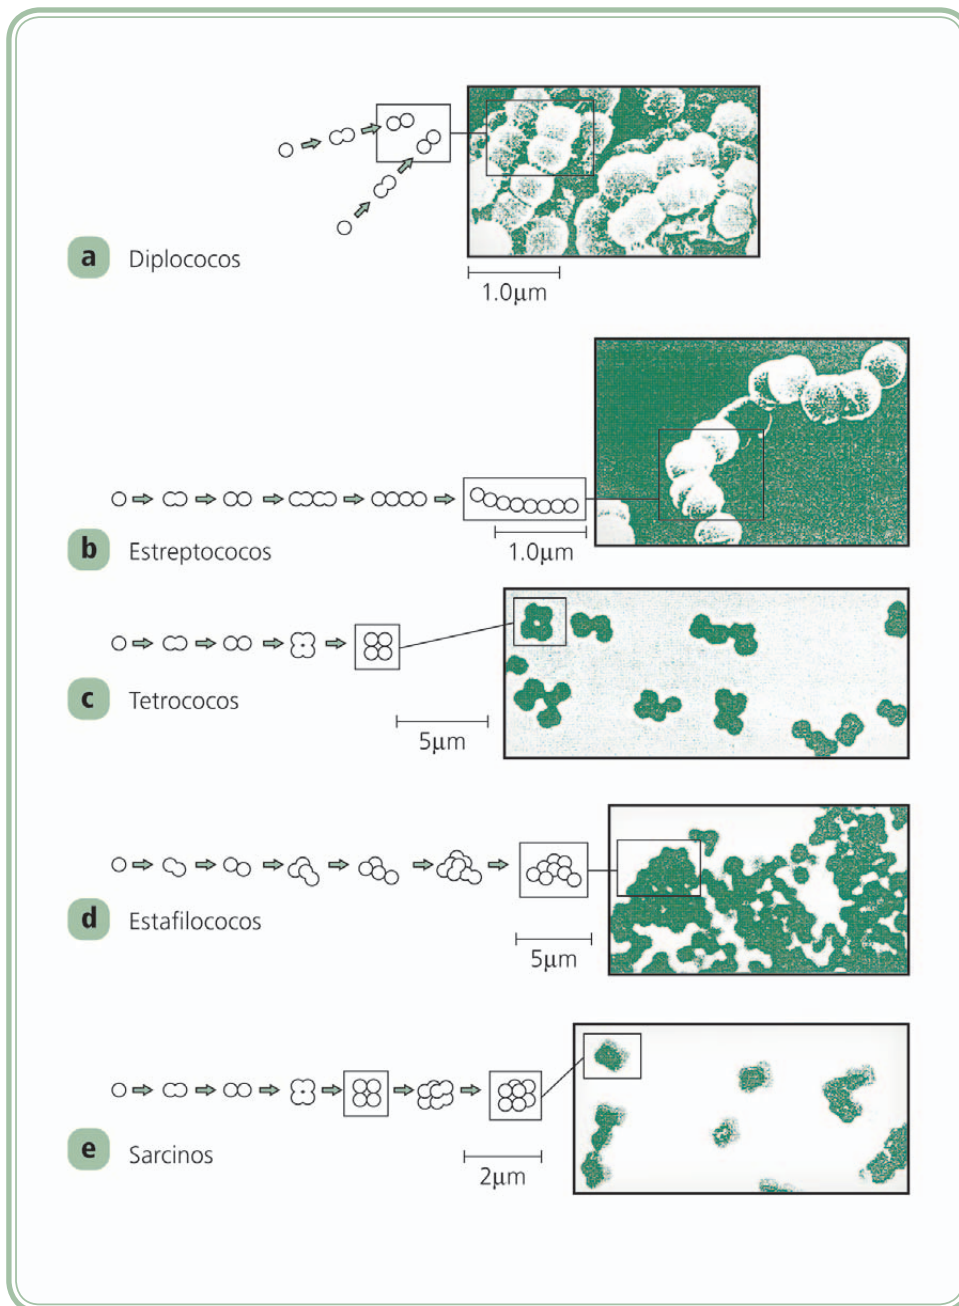 a Diplococos
1.0μm
1.0μm
b Estreptococos
c Tetrococos
5μm
d Estafilococos
5μm
e Sarcinos
2μm